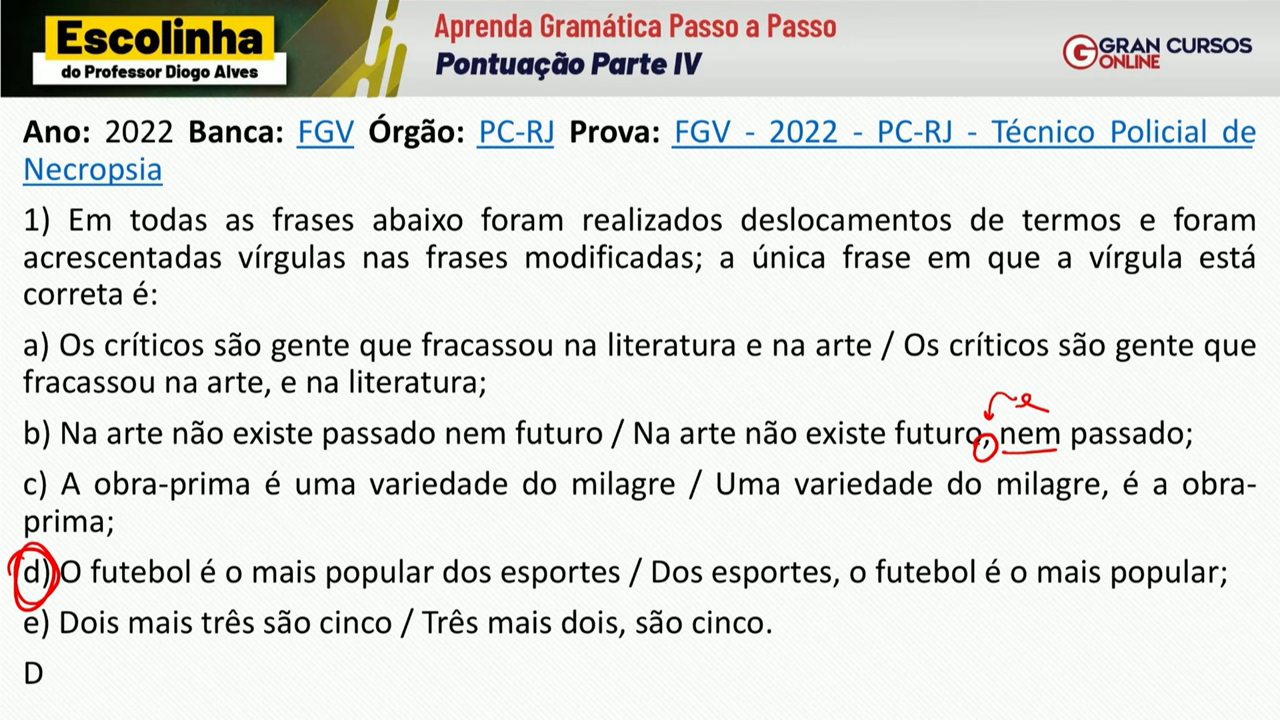 Escolinha
do Professor Diogo Alves
Aprenda Gramática Passo a Passo
Pontuação Parte IV
GRAN CURSOS
ONLINE
Ano: 2022 Banca: FGV Órgão: PC-RJ Prova: FGV - 2022 - PC-RJ - Técnico Policial de
Necropsia
1) Em todas as frases abaixo foram realizados deslocamentos de termos e foram
acrescentadas vírgulas nas frases modificadas; a única frase em que a vírgula está
correta é:
a) Os críticos são gente que fracassou na literatura e na arte / Os críticos são gente que
fracassou na arte, e na literatura;
e
b) Na arte não existe passado nem futuro / Na arte não existe futuro, nem passado;
c) A obra-prima é uma variedade do milagre / Uma variedade do milagre, é a obra-
prima;
d) O futebol é o mais popular dos esportes / Dos esportes, o futebol é o mais popular;
e) Dois mais três são cinco / Três mais dois, são cinco.
D